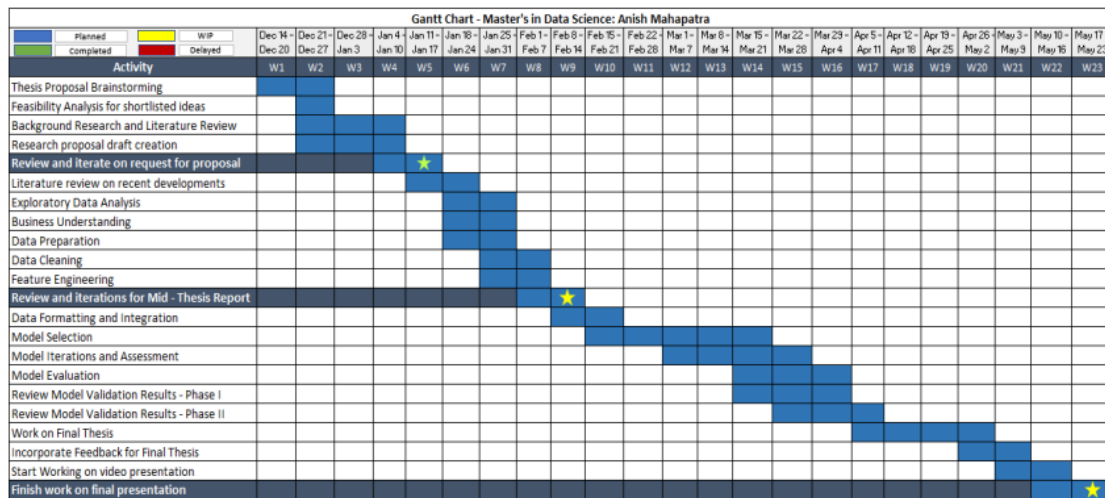 Gantt Chart - Master's in Data Science: Anish Mahapatra
Planned WIP Dec 14 - Dec 21 - Dec 28 - Jan 4 - Jan 11 - Jan 18 - Jan 25 - Feb 1 - Feb 8 - Feb 15 - Feb 22 - Mar 1 - Mar 8 - Mar 15 - Mar 22 - Mar 29 - Apr 5 - Apr 12 - Apr 19 - Apr 26 - May 3 - May 10 - May 17
Completed Delayed Dec 20 Dec 27 Jan 3 Jan 10 Jan 17 Jan 24 Jan 31 Feb 7 Feb 14 Feb 21 Feb 28 Mar 7 Mar 14 Mar 21 Mar 28 Apr 4 Apr 11 Apr 18 Apr 25 May 2 May 9 May 16 May 23
Activity W1 W2 W3 W4 W5 W6 W7 W8 W9 W10 W11 W12 W13 W14 W15 W16 W17 W18 W19 W20 W21 W22 W23
Thesis Proposal Brainstorming
Feasibility Analysis for shortlisted ideas
Background Research and Literature Review
Research proposal draft creation
Review and iterate on request for proposal
Literature review on recent developments
Exploratory Data Analysis
Business Understanding
Data Preparation
Data Cleaning
Feature Engineering
Review and iterations for Mid - Thesis Report
Data Formatting and Integration
Model Selection
Model Iterations and Assessment
Model Evaluation
Review Model Validation Results - Phase I
Review Model Validation Results - Phase II
Work on Final Thesis
Incorporate Feedback for Final Thesis
Start Working on video presentation
Finish work on final presentation